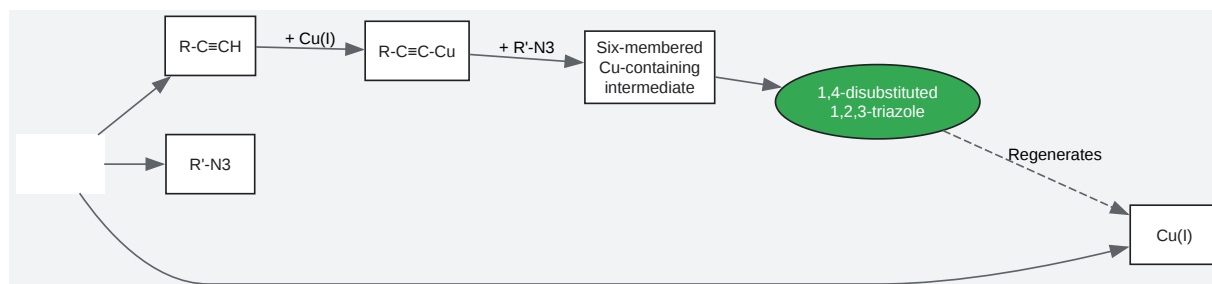 R-C≡CH
+ Cu(I)
R-C≡C-Cu
+ R'-N3
Six-membered
Cu-containing
intermediate
1,4-disubstituted
1,2,3-triazole
Regenerates
R'-N3
Cu(I)